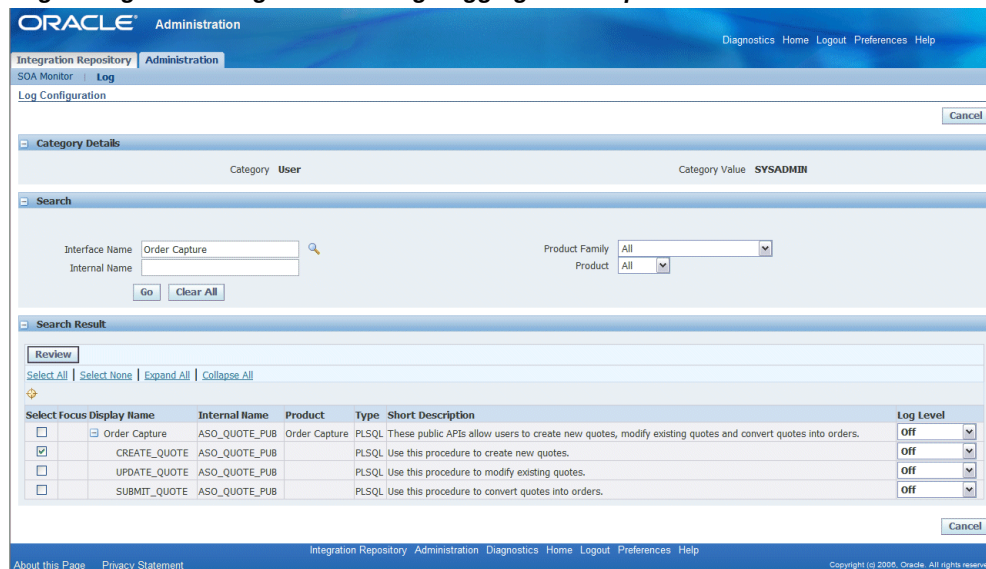 ORACLE® Administration
Diagnostics Home Logout Preferences Help
Integration Repository Administration
SOA Monitor | Log
Log Configuration
Cancel
Category Details
Category User Category Value SYSADMIN
Search
Interface Name Order Capture Product Family All
Internal Name Product All
Go Clear All
Search Result
Review
Select All | Select None | Expand All | Collapse All
Select Focus Display Name Internal Name Product Type Short Description Log Level
Order Capture ASO_QUOTE_PUB Order Capture PLSQL These public APIs allow users to create new quotes, modify existing quotes and convert quotes into orders. Off
CREATE_QUOTE ASO_QUOTE_PUB PLSQL Use this procedure to create new quotes. Off
UPDATE_QUOTE ASO_QUOTE_PUB PLSQL Use this procedure to modify existing quotes. Off
SUBMIT_QUOTE ASO_QUOTE_PUB PLSQL Use this procedure to convert quotes into orders. Off
Cancel
Integration Repository Administration Diagnostics Home Logout Preferences Help
About this Page Privacy Statement Copyright (c) 2006, Oracle. All rights